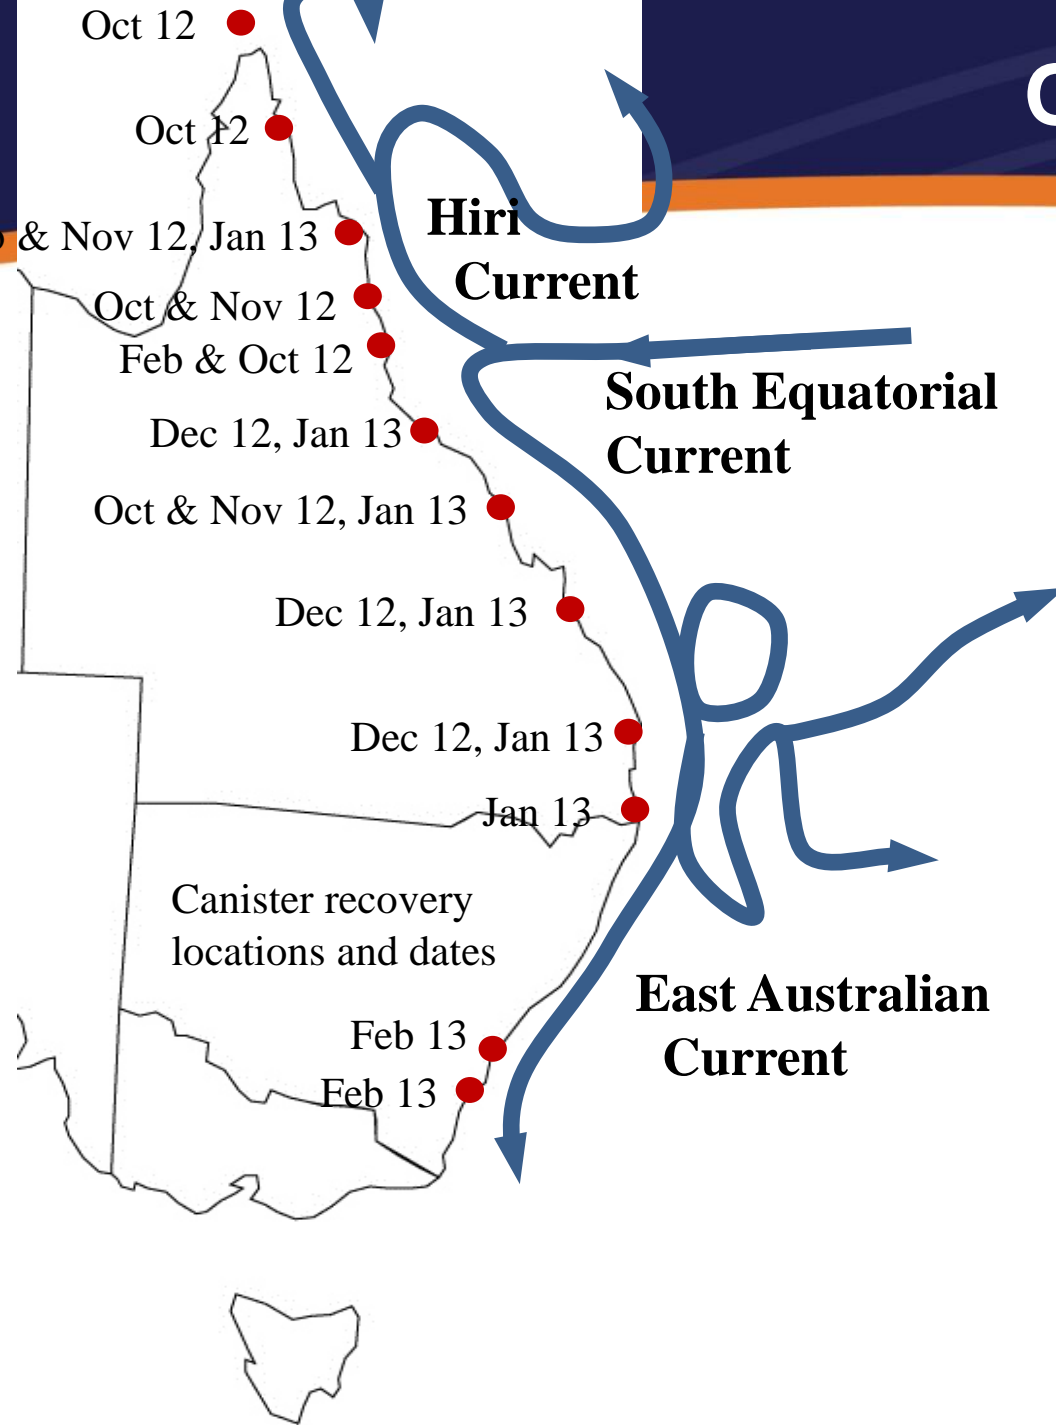 Oct 12
Oct 12
& Nov 12, Jan 13
Hiri
Current
Oct & Nov 12
Feb & Oct 12
South Equatorial
Current
Dec 12, Jan 13
Oct & Nov 12, Jan 13
Dec 12, Jan 13
Dec 12, Jan 13
Jan 13
Canister recovery
locations and dates
East Australian
Current
Feb 13
Feb 13